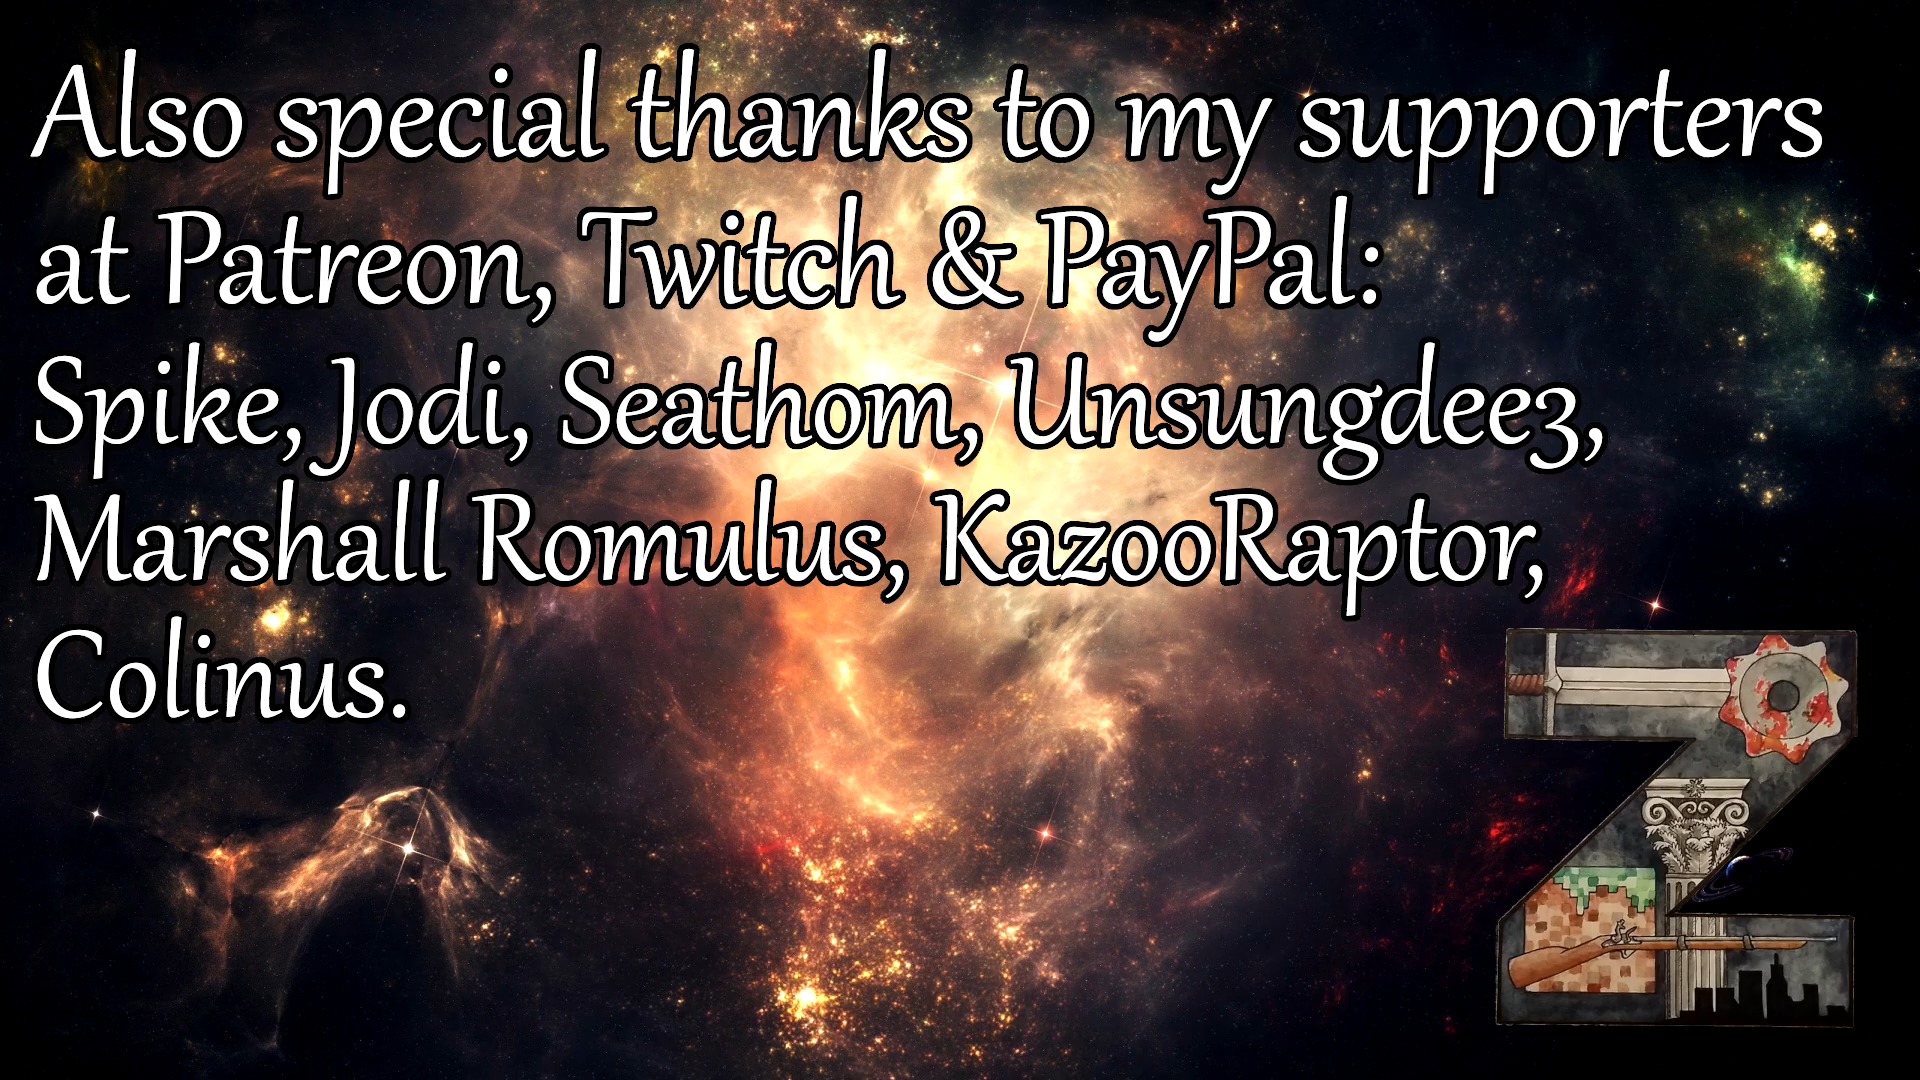 Also special thanks to my supporters
at Patreon, Twitch & PayPal:
Spike, Jodi, Seathom, Unsungdee3,
Marshall Romulus, KazooRaptor,
Colinus.